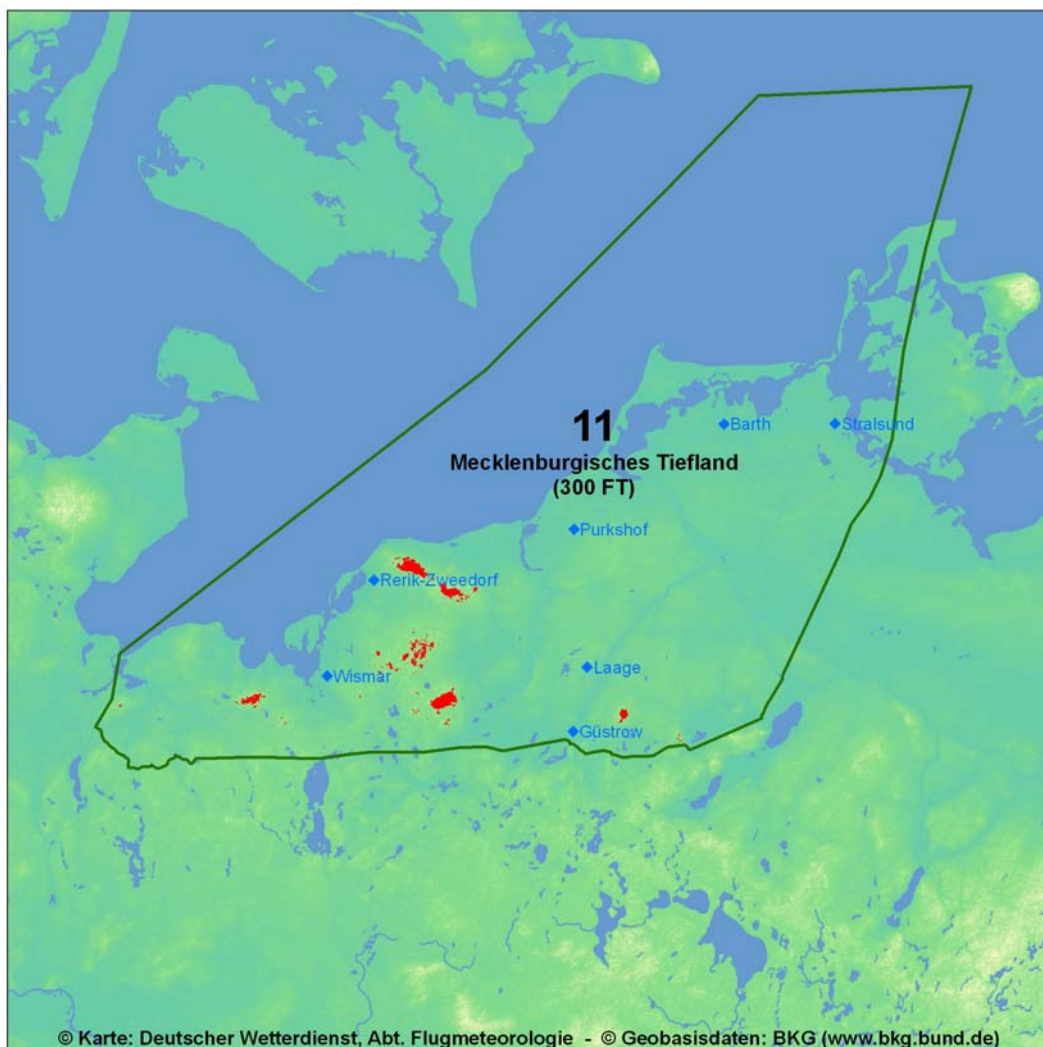 11
Mecklenburgisches Tiefland
(300 FT)
Barth
Stralsund
Purkshof
Rerik-Zweedorf
Laage
Wismar
Güstrow
© Karte: Deutscher Wetterdienst, Abt. Flugmeteorologie - © Geobasisdaten: BKG (www.bkg.bund.de)